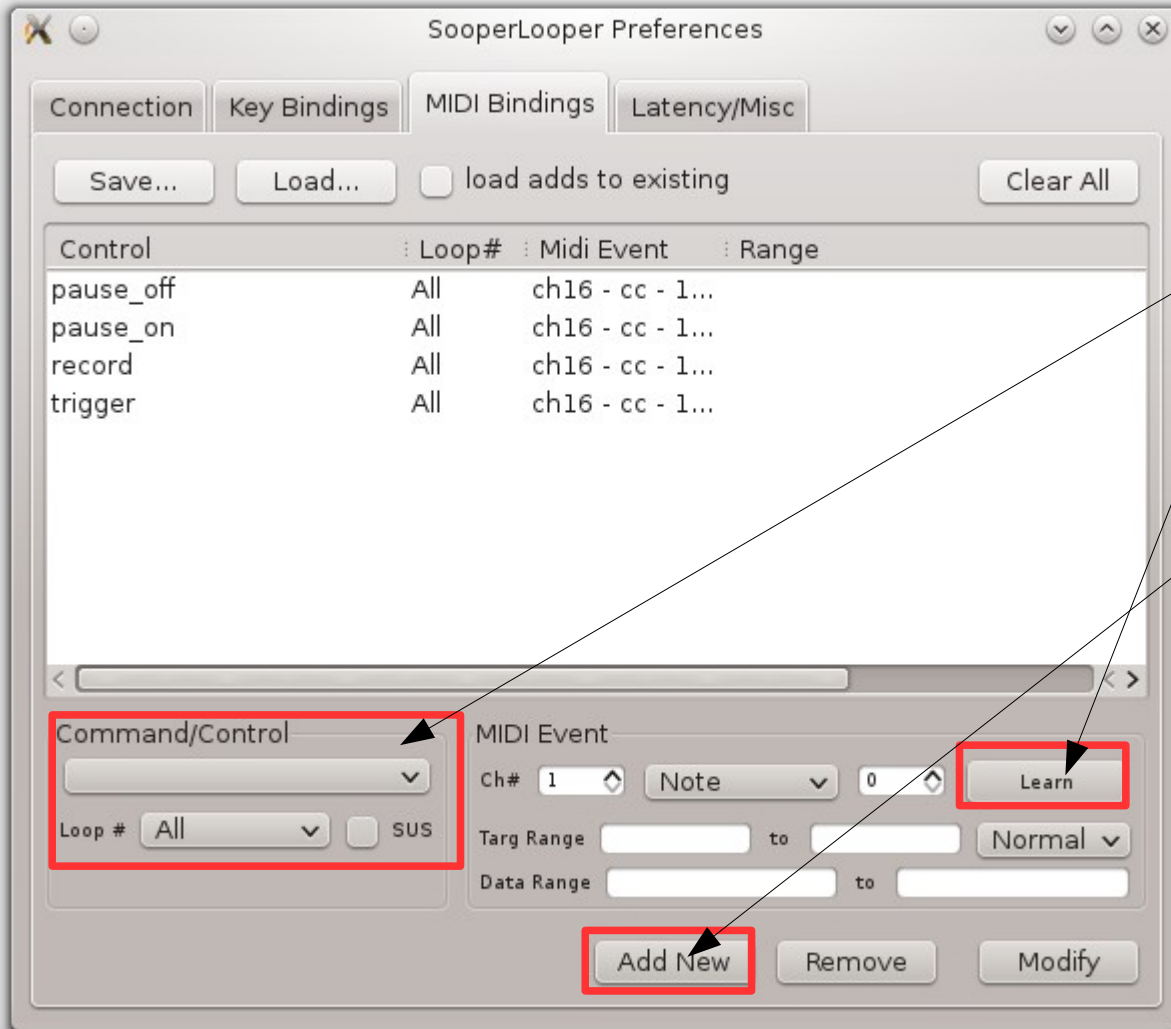 SooperLooper Preferences
Connection Key Bindings MIDI Bindings Latency/Misc
Save... Load... load adds to existing Clear All
Control Loop# Midi Event Range
pause_off All ch16 - cc - 1...
pause_on All ch16 - cc - 1...
record All ch16 - cc - 1...
trigger All ch16 - cc - 1...
Command/Control
Loop # All SUS
MIDI Event
Ch# 1 Note 0 Learn
Targ Range to Normal
Data Range to
Add New Remove Modify